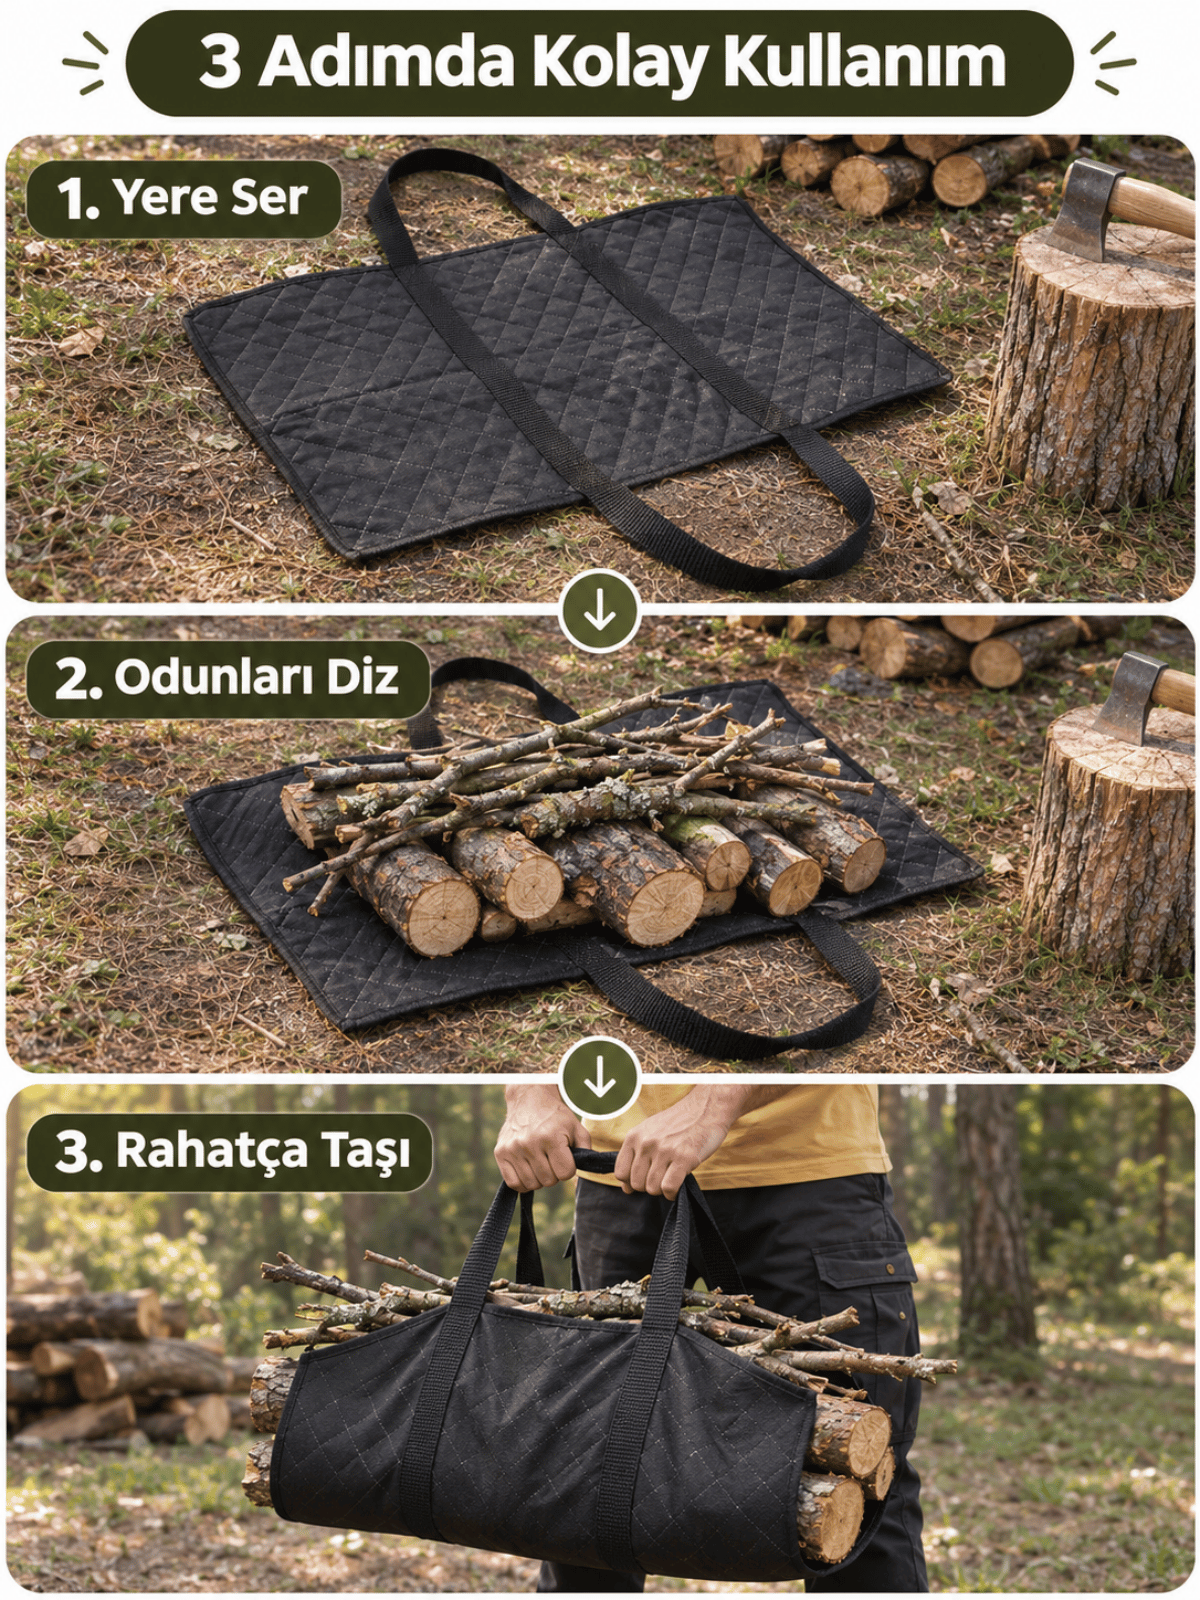 3 Adımda Kolay Kullanım
1. Yere Ser
2. Odunları Diz
3. Rahatça Taşı